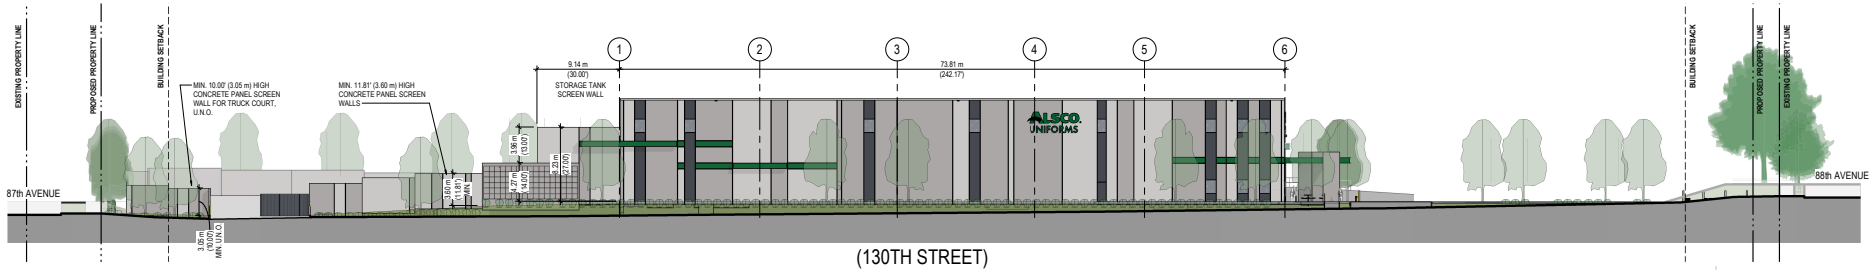 EXISTING PROPERTY LINE
PROPOSED PROPERTY LINE
BUILDING SETBACK
MIN. 10.00' (3.05 m) HIGH
CONCRETE PANEL SCREEN
WALL FOR TRUCK COURT,
U.N.O.
MIN. 11.81' (3.60 m) HIGH
CONCRETE PANEL SCREEN
WALLS
9.14 m
(30.00')
STORAGE TANK
SCREEN WALL
1
2
3
4
5
6
73.81 m
(242.17')
ALSCO.
UNIFORMS
3.96 m
(13.00')
4.27 m
(14.00')
8.23 m
(27.00')
3.60 m
(11.81')
MIN.
3.05 m
(10.00')
MIN. U.N.O.
87th AVENUE
BUILDING SETBACK
PROPOSED PROPERTY LINE
EXISTING PROPERTY LINE
88th AVENUE
(130TH STREET)